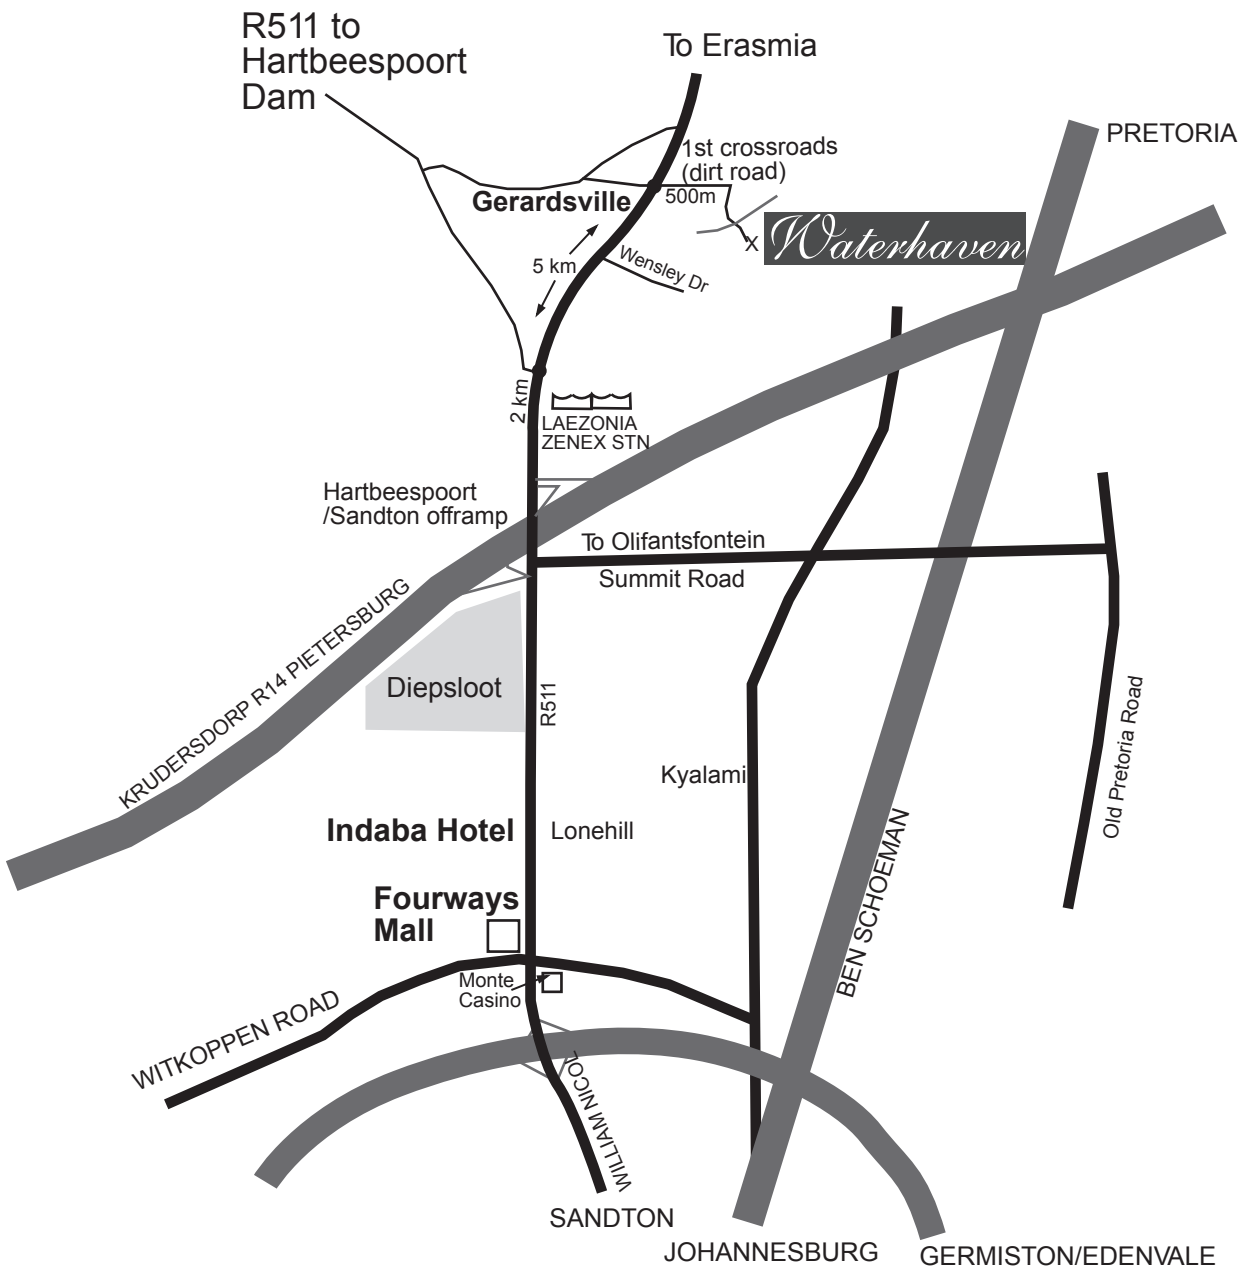 R511 to
Hartbeespoort
Dam
To Erasmia
PRETORIA
1st crossroads
(dirt road)
500m
Gerardsville
Waterhaven
X
Wensley Dr
5 km
2 km
LAEZONIA
ZENEX STN
Hartbeespoort
/Sandton offramp
To Olifantsfontein
Summit Road
KRUDERSDORP R14 PIETERSBURG
Diepsloot
R511
Old Pretoria Road
Kyalami
Indaba Hotel
Lonehill
BEN SCHOEMAN
Fourways
Mall
Monte
Casino
WITKOPPEN ROAD
WILLIAM NICOL
SANDTON
JOHANNESBURG
GERMISTON/EDENVALE